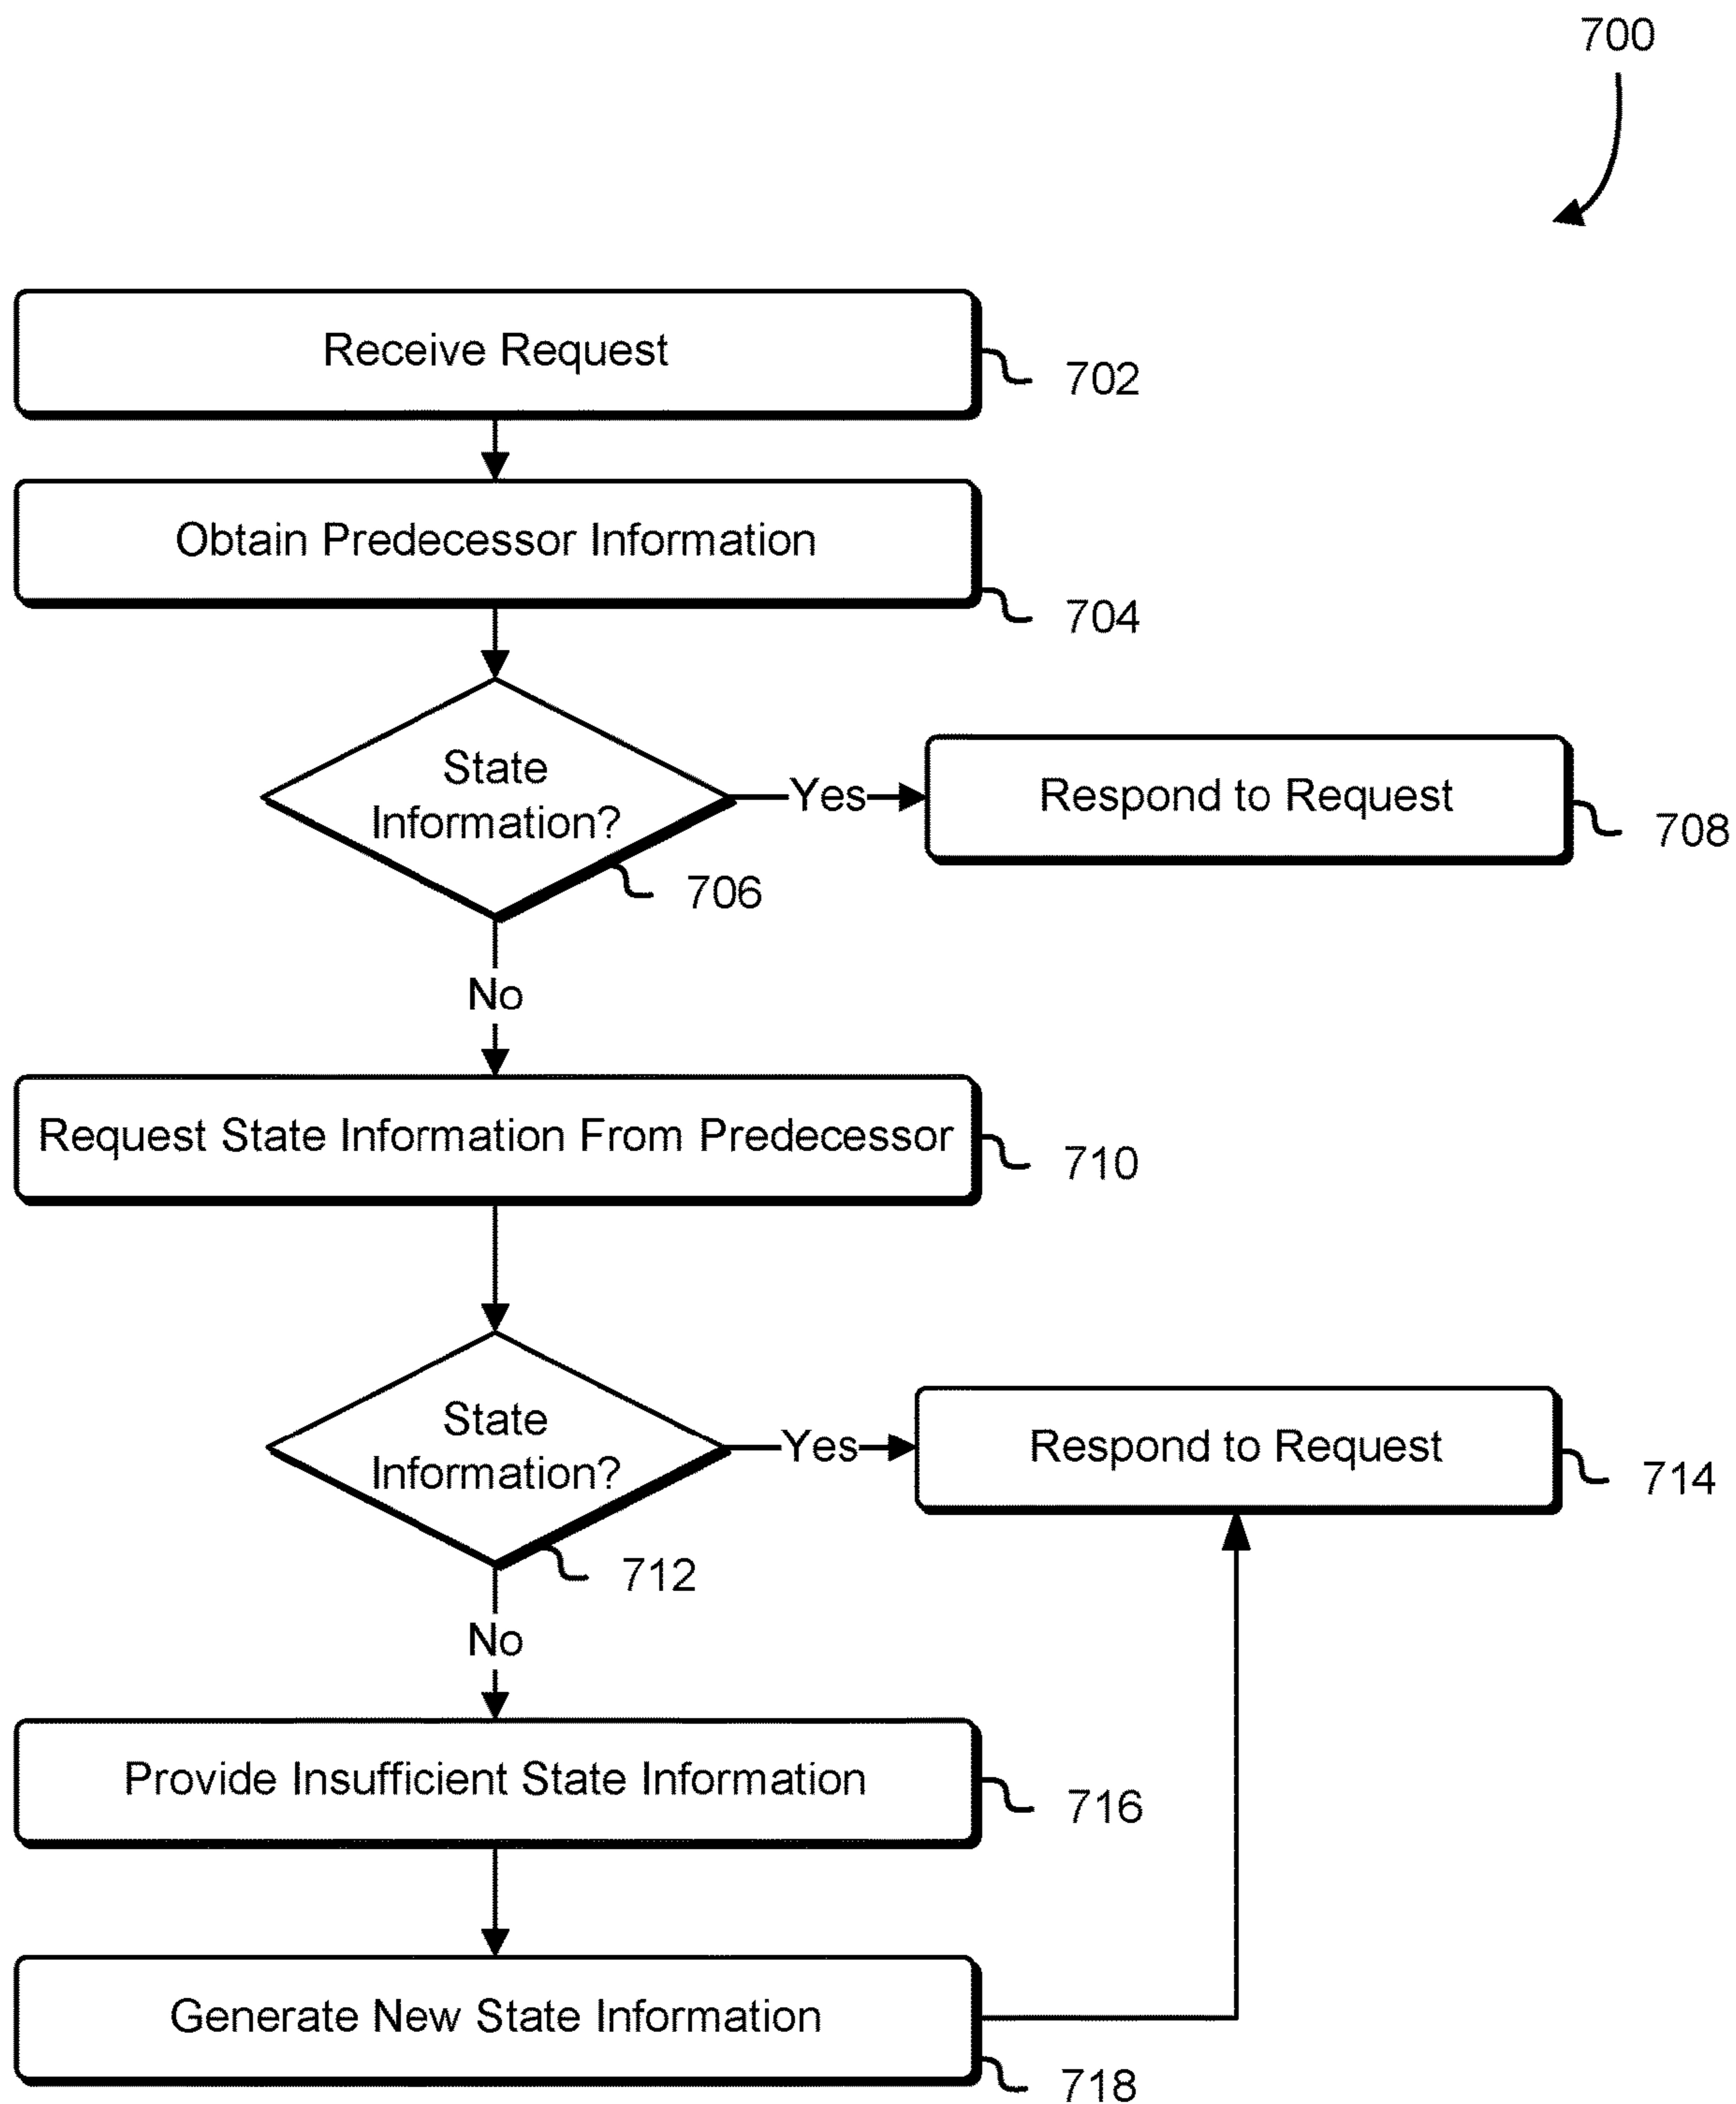 700
Receive Request
702
Obtain Predecessor Information
704
State
Information?
706
Yes
Respond to Request
708
No
Request State Information From Predecessor
710
State
Information?
712
Yes
Respond to Request
714
No
Provide Insufficient State Information
716
Generate New State Information
718